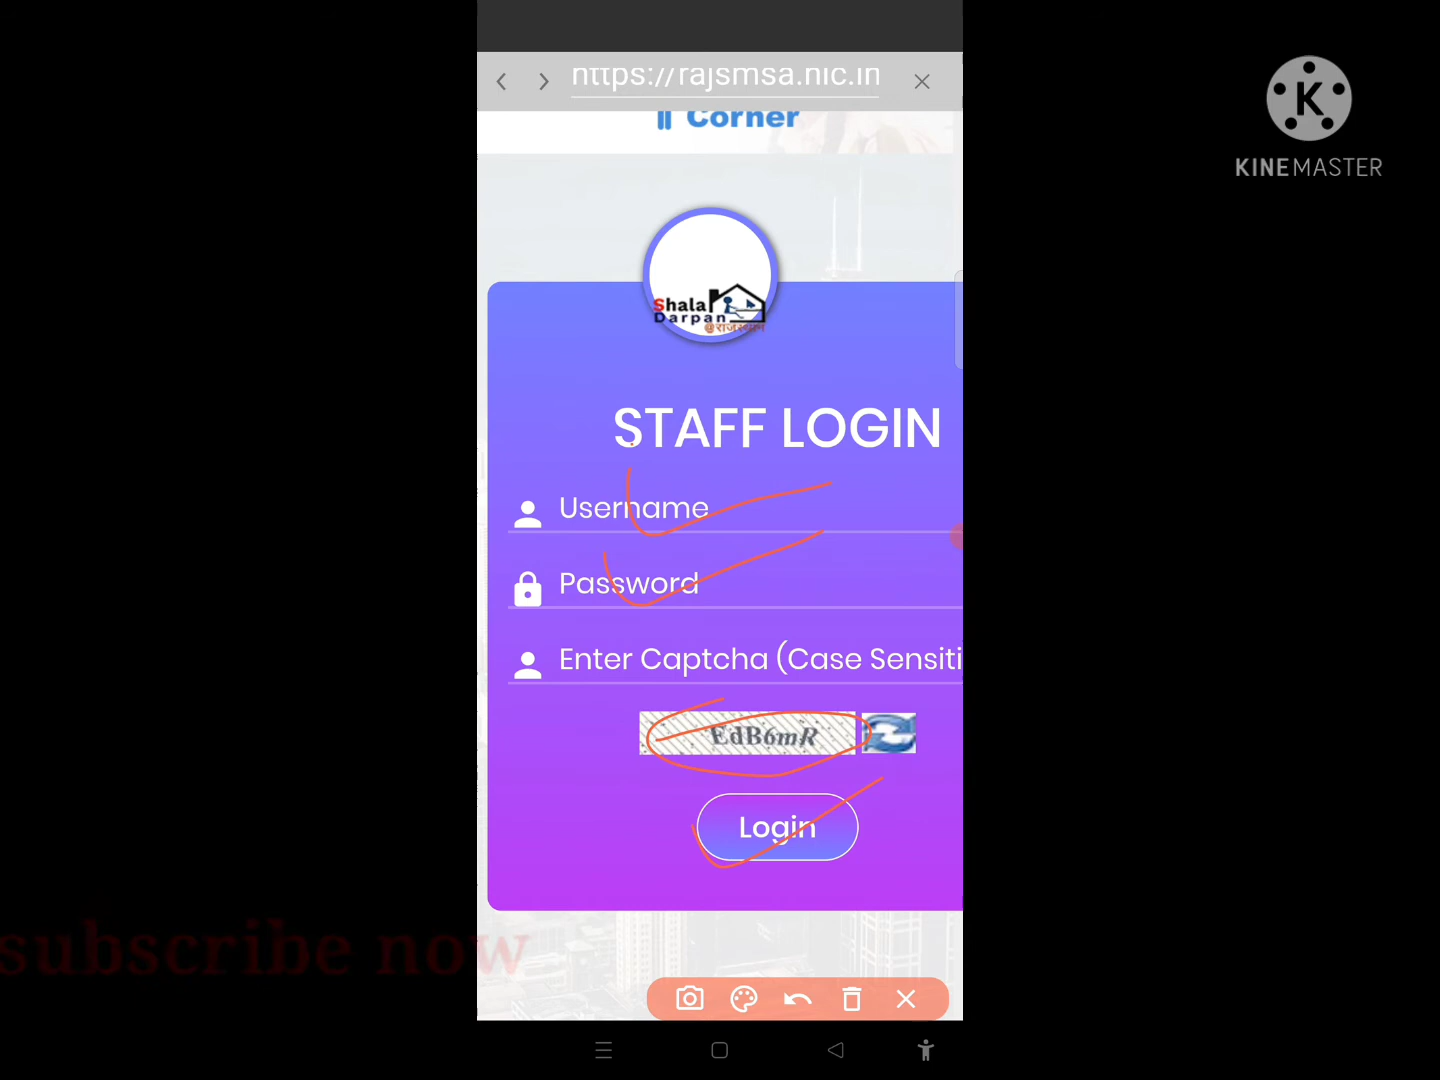 https://rajsmsa.nic.in
Corner
KINEMASTER
Shala
Darpan
@राजस्थान
STAFF LOGIN
Username
Password
Enter Captcha (Case Sensiti
EdB6mR
Login
subscribe now